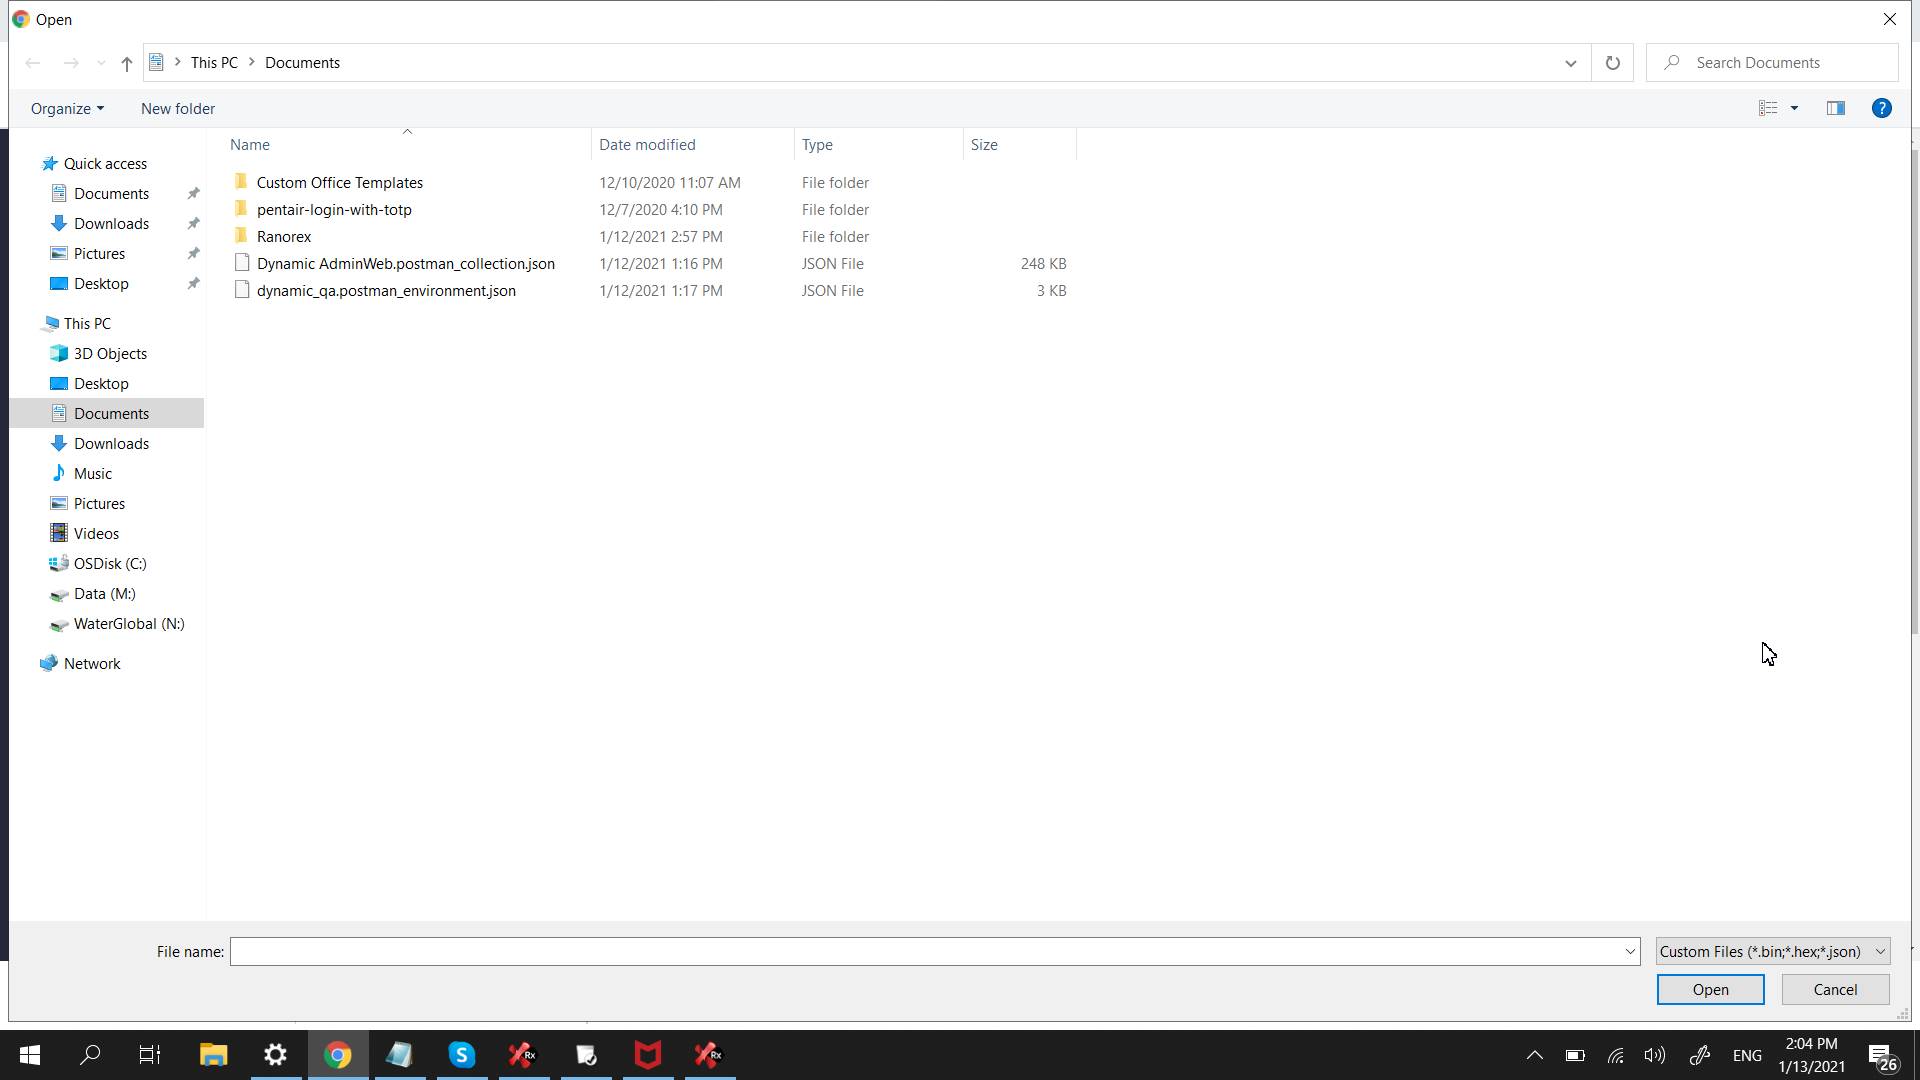 Open
This PC > Documents
Search Documents
Organize New folder
?
Name Date modified Type Size
Quick access
Documents
Downloads
Pictures
Desktop
This PC
3D Objects
Desktop
Documents
Downloads
Music
Pictures
Videos
OSDisk (C:)
Data (M:)
WaterGlobal (N:)
Network
Custom Office Templates 12/10/2020 11:07 AM File folder
pentair-login-with-totp 12/7/2020 4:10 PM File folder
Ranorex 1/12/2021 2:57 PM File folder
Dynamic AdminWeb.postman_collection.json 1/12/2021 1:16 PM JSON File 248 KB
dynamic_qa.postman_environment.json 1/12/2021 1:17 PM JSON File 3 KB
File name: Custom Files (*.bin;*.hex;*.json)
Open Cancel
S Rx Rx ENG 2:04 PM
1/13/2021 26